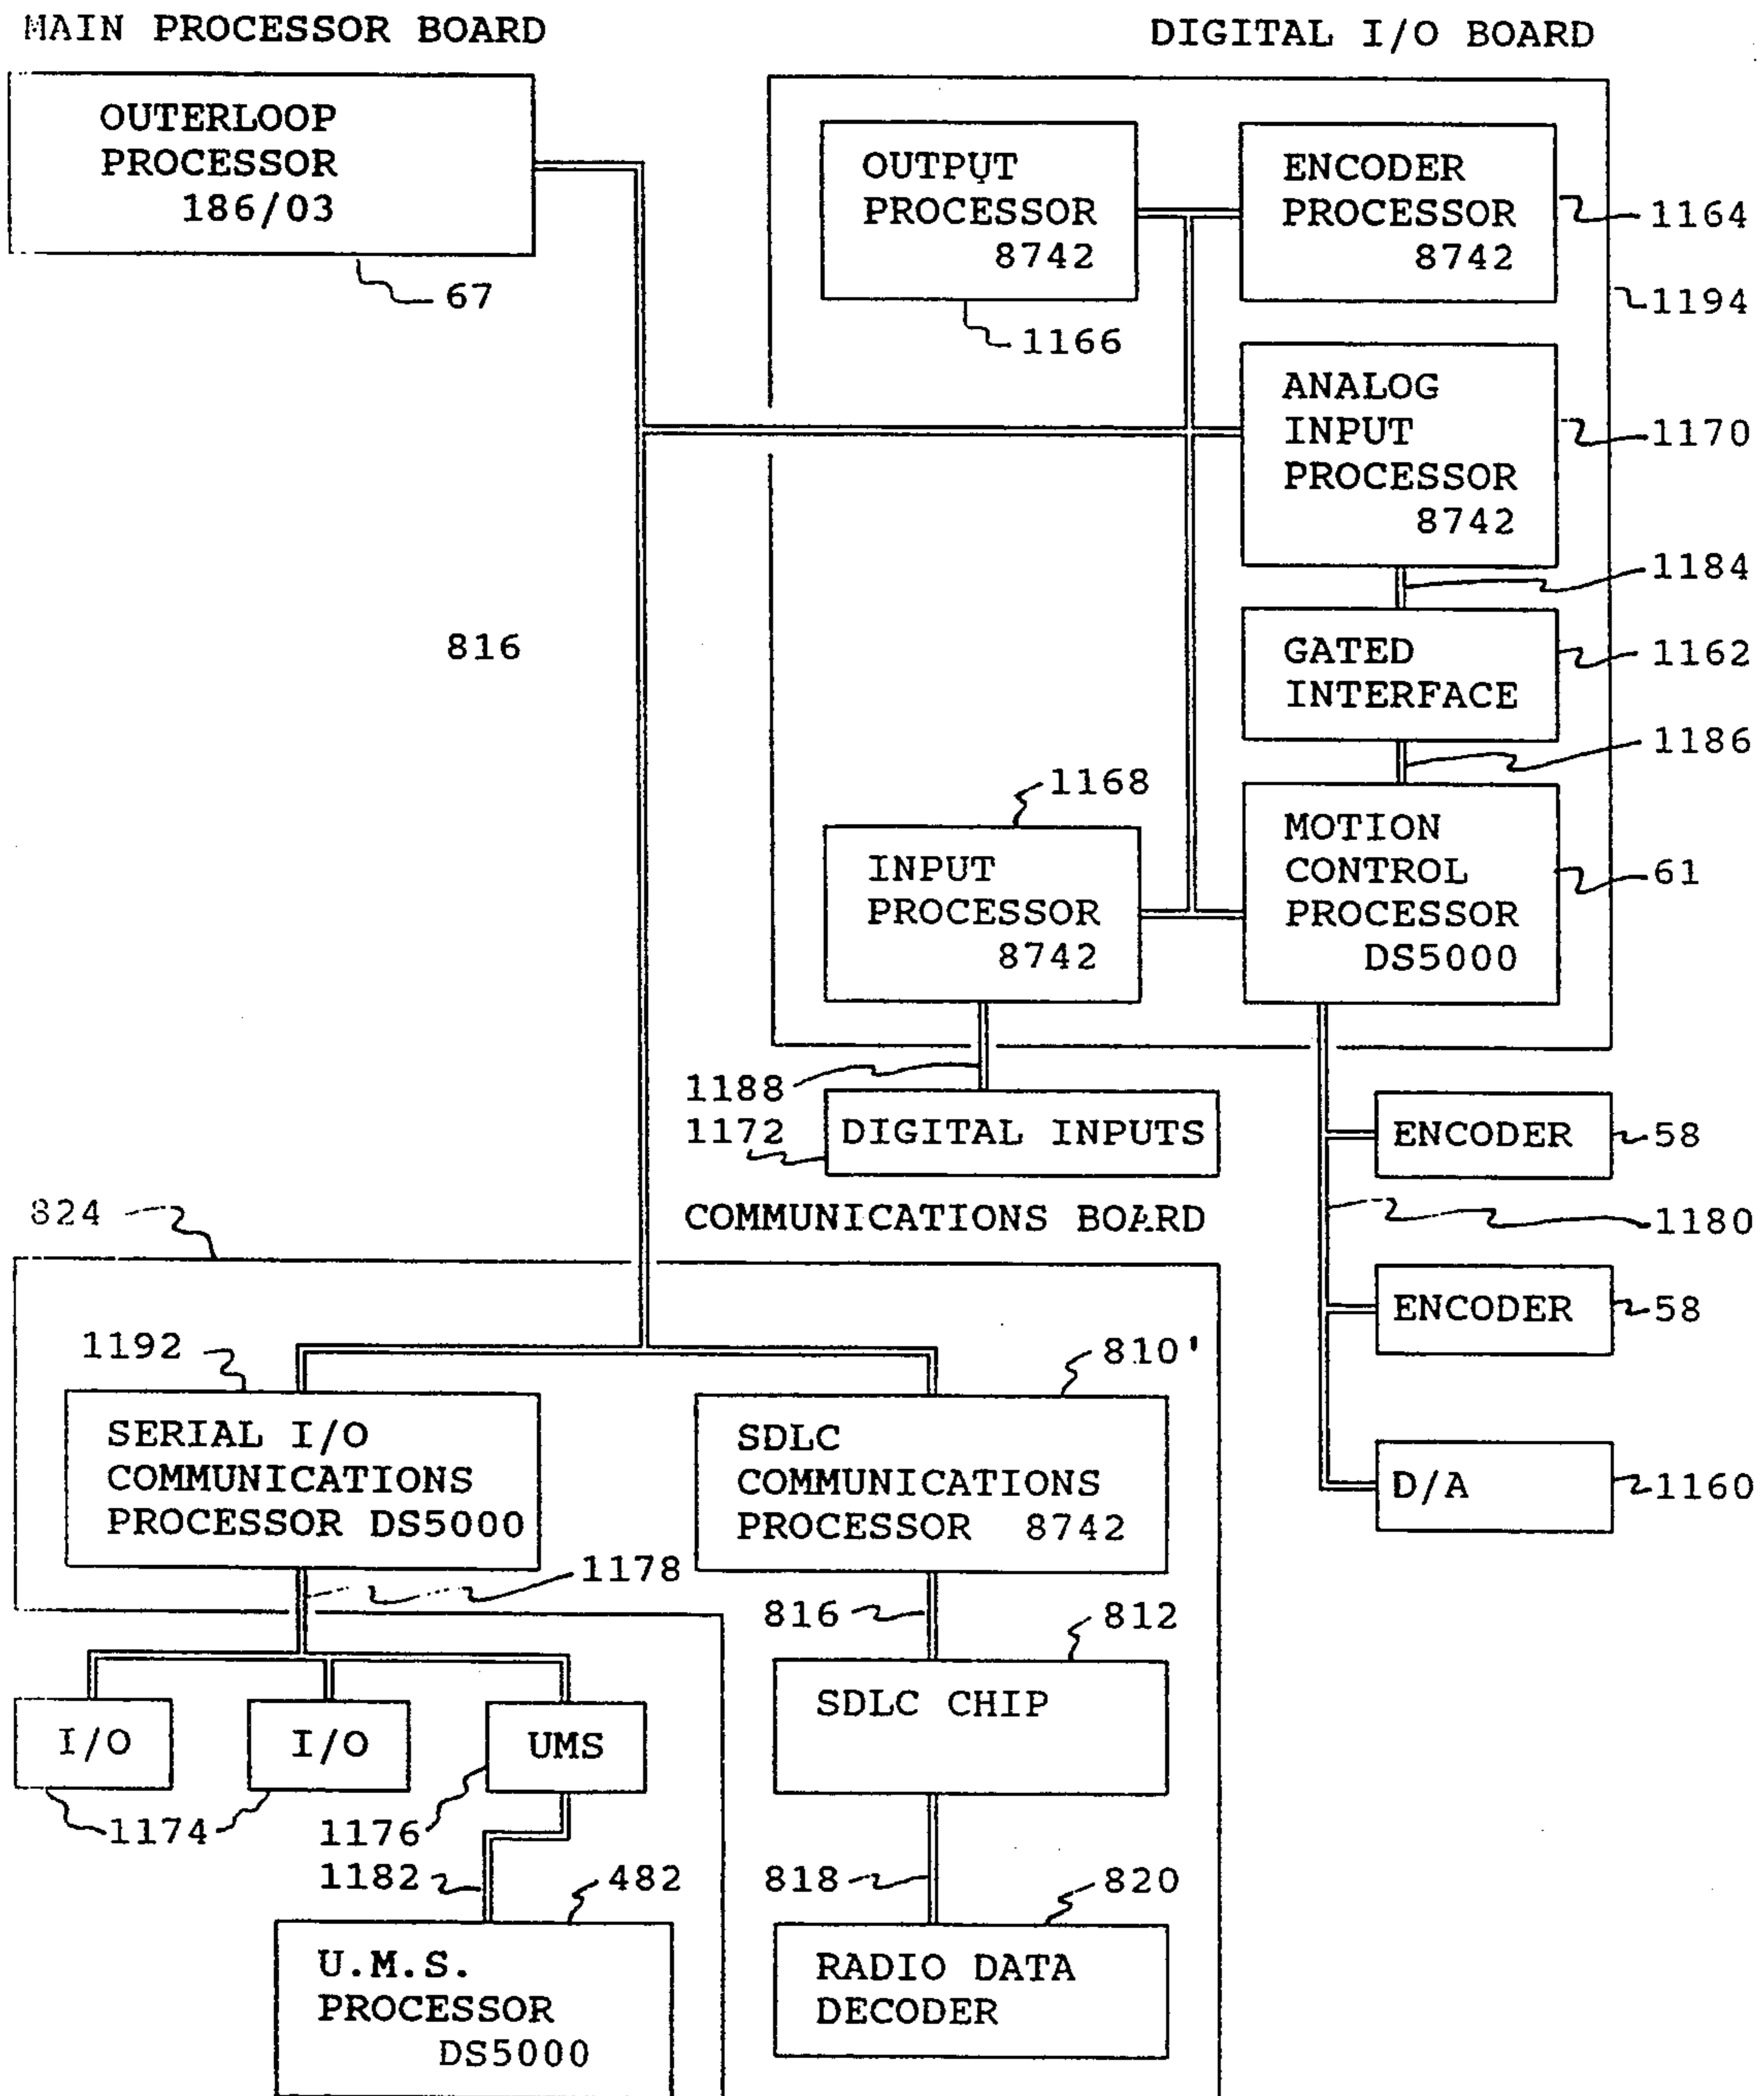 MAIN PROCESSOR BOARD
DIGITAL I/O BOARD
OUTERLOOP
PROCESSOR
186/03
67
OUTPUT
PROCESSOR
8742
1166
ENCODER
PROCESSOR
8742
1164
1194
ANALOG
INPUT
PROCESSOR
8742
1170
1184
816
GATED
INTERFACE
1162
1186
1168
INPUT
PROCESSOR
8742
MOTION
CONTROL
PROCESSOR
DS5000
61
1188
1172
DIGITAL INPUTS
ENCODER
58
824
COMMUNICATIONS BOARD
1180
ENCODER
58
1192
810'
SERIAL I/O
COMMUNICATIONS
PROCESSOR DS5000
SDLC
COMMUNICATIONS
PROCESSOR 8742
D/A
1160
1178
816
812
I/O
I/O
UMS
SDLC CHIP
1174
1176
1182
482
818
820
U.M.S.
PROCESSOR
DS5000
RADIO DATA
DECODER